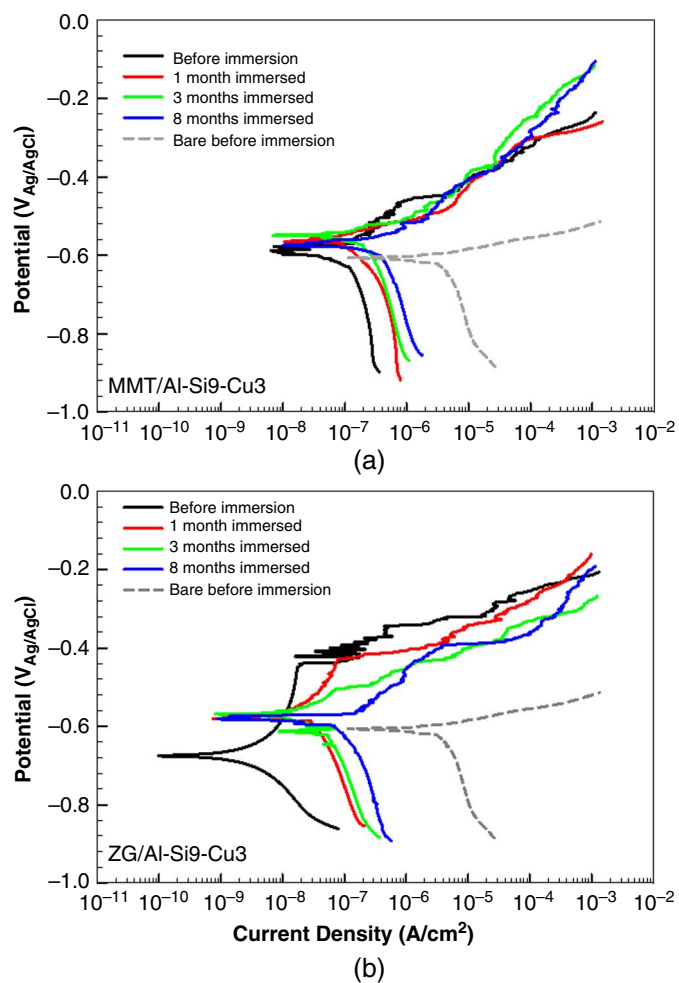 0.0
Before immersion
1 month immersed
3 months immersed
8 months immersed
Bare before immersion
−0.2
−0.4
−0.6
−0.8
−1.0
Potential (V_Ag/AgCl)
MMT/Al-Si9-Cu3
10^−11 10^−10 10^−9 10^−8 10^−7 10^−6 10^−5 10^−4 10^−3 10^−2
(a)
0.0
Before immersion
1 month immersed
3 months immersed
8 months immersed
Bare before immersion
−0.2
−0.4
−0.6
−0.8
−1.0
Potential (V_Ag/AgCl)
ZG/Al-Si9-Cu3
10^−11 10^−10 10^−9 10^−8 10^−7 10^−6 10^−5 10^−4 10^−3 10^−2
Current Density (A/cm²)
(b)